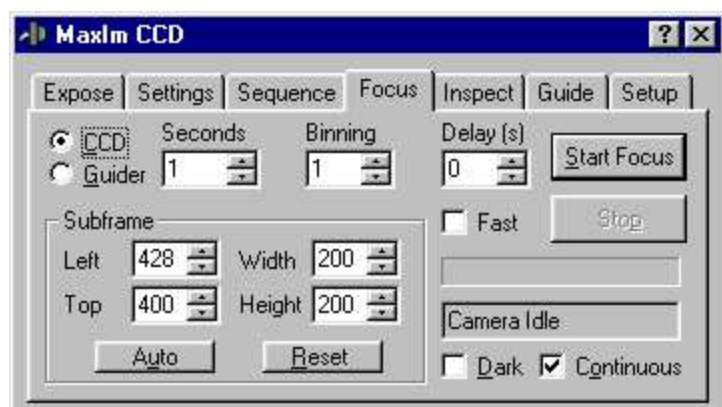 MaxIm CCD
Expose Settings Sequence Focus Inspect Guide Setup
CCD Seconds Binning Delay (s) Start Focus
Guider 1 1 0
Subframe Fast Stop
Left 428 Width 200
Top 400 Height 200 Camera Idle
Auto Reset Dark Continuous